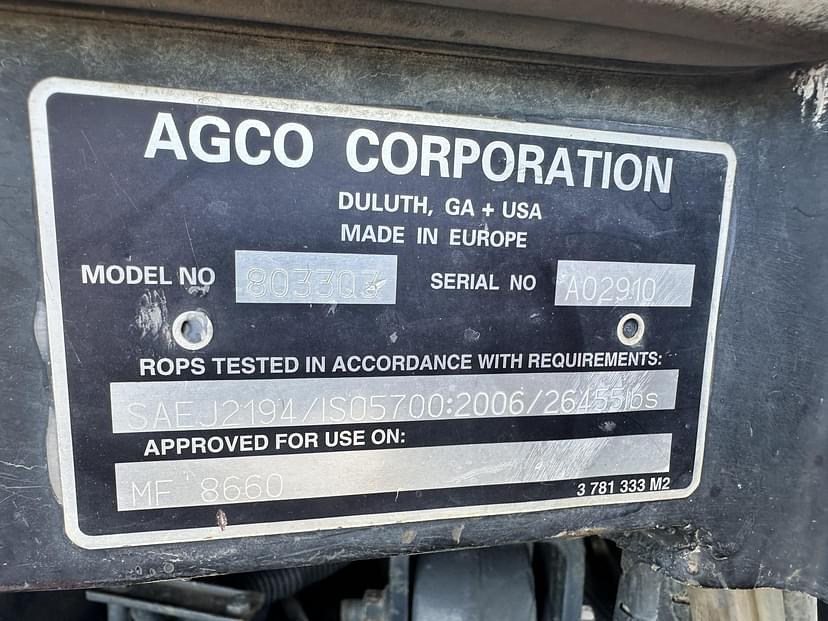 AGCO CORPORATION
DULUTH, GA + USA
MADE IN EUROPE
MODEL NO 803303 SERIAL NO A02910
ROPS TESTED IN ACCORDANCE WITH REQUIREMENTS:
SAEJ2194/ISO5700:2006/26455lbs
APPROVED FOR USE ON:
MF 8660
3 781 333 M2